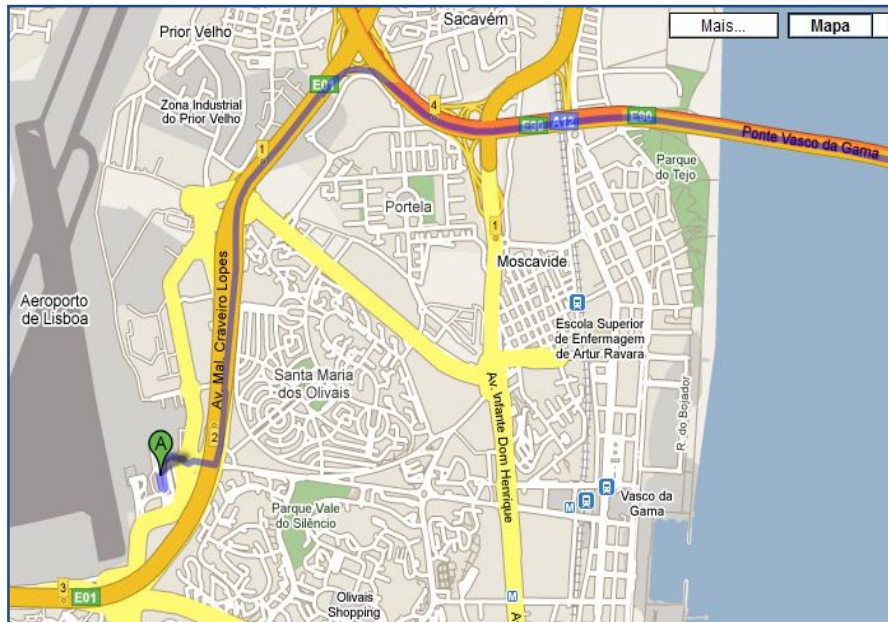 Sacavém
Mais...
Mapa
Prior Velho
E01
Zona Industrial
do Prior Velho
4
E90
A12
E90
Ponte Vasco da Gama
1
Parque
do Tejo
Portela
1
Moscavide
Aeroporto
de Lisboa
Av. Mal. Craveiro Lopes
Escola Superior
de Enfermagem
de Artur Ravara
Santa Maria
dos Olivais
Av. Infante Dom Henrique
R. do Bojador
2
A
Parque Vale
do Silêncio
M
Vasco da
Gama
3
E01
Olivais
Shopping
M
A